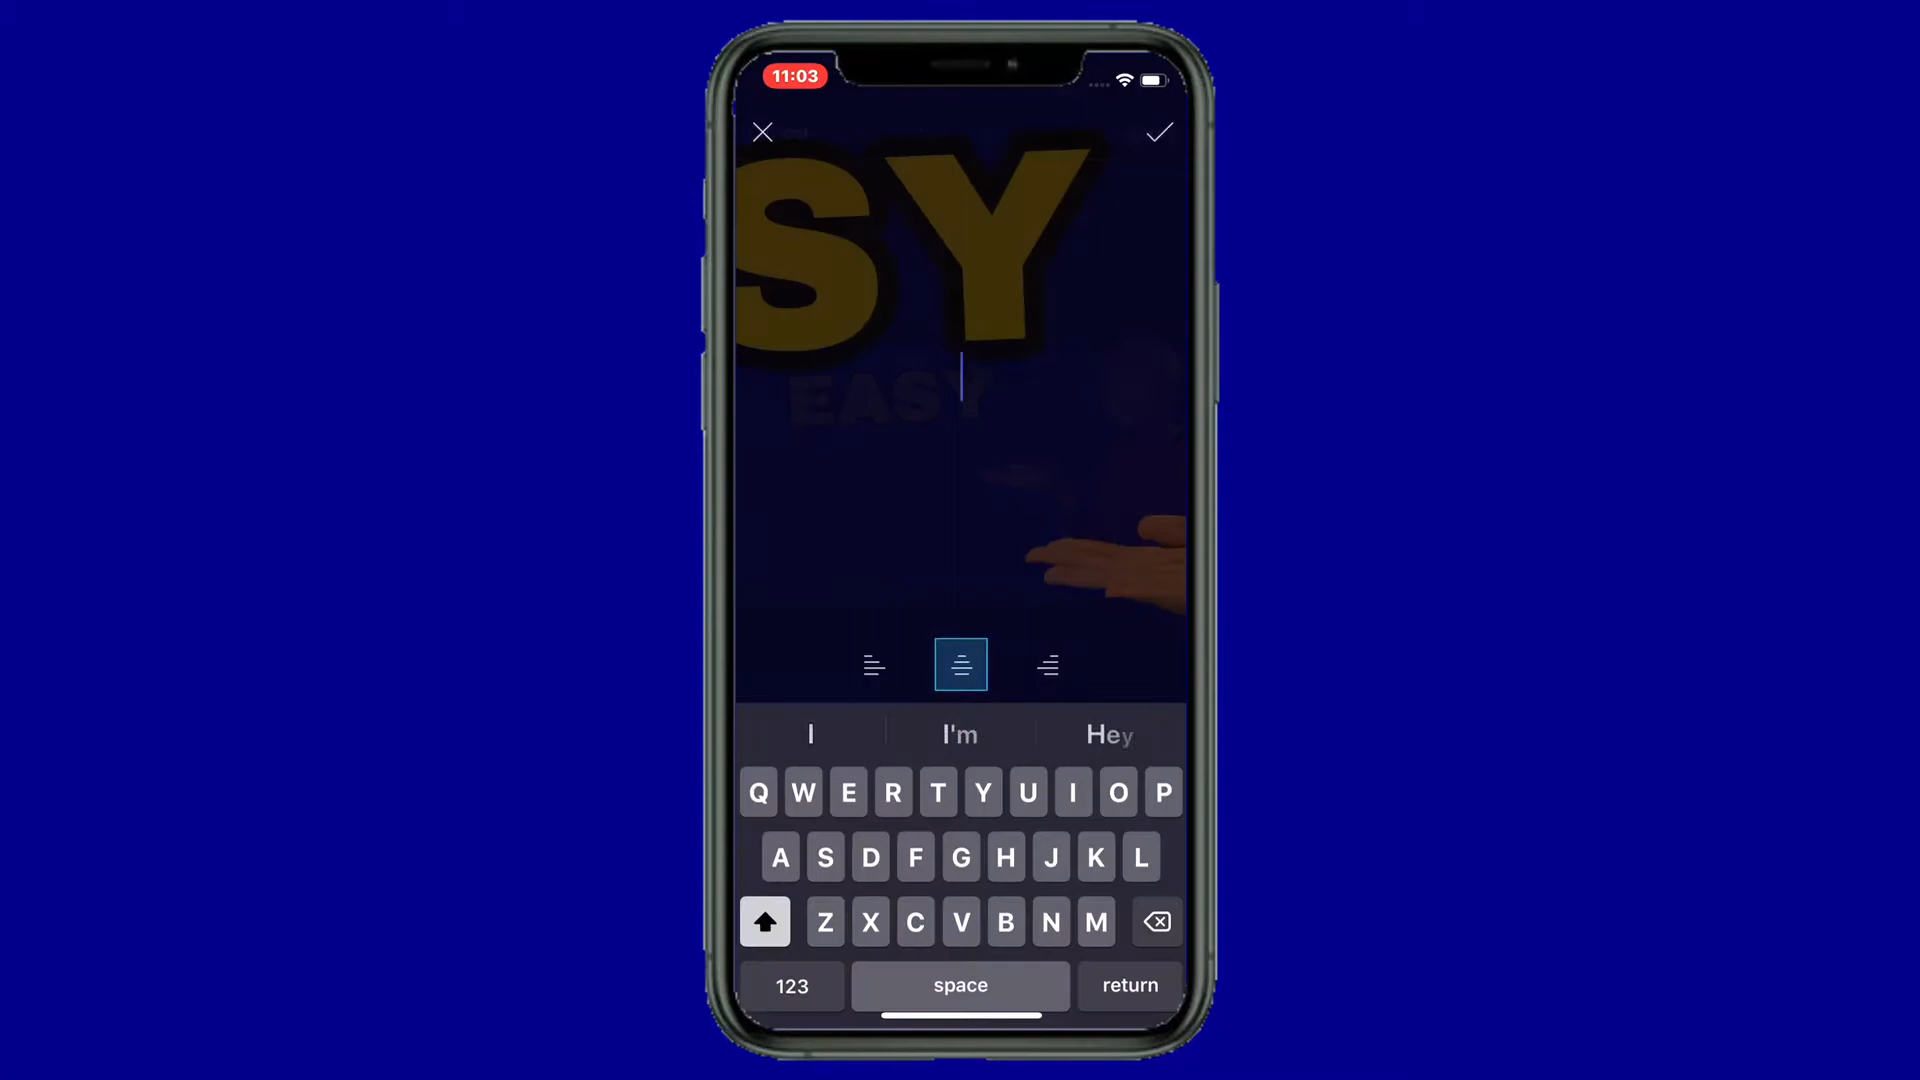 11:03
SY
EASY
I I'm Hey
Q W E R T Y U I O P
A S D F G H J K L
Z X C V B N M
123 space return